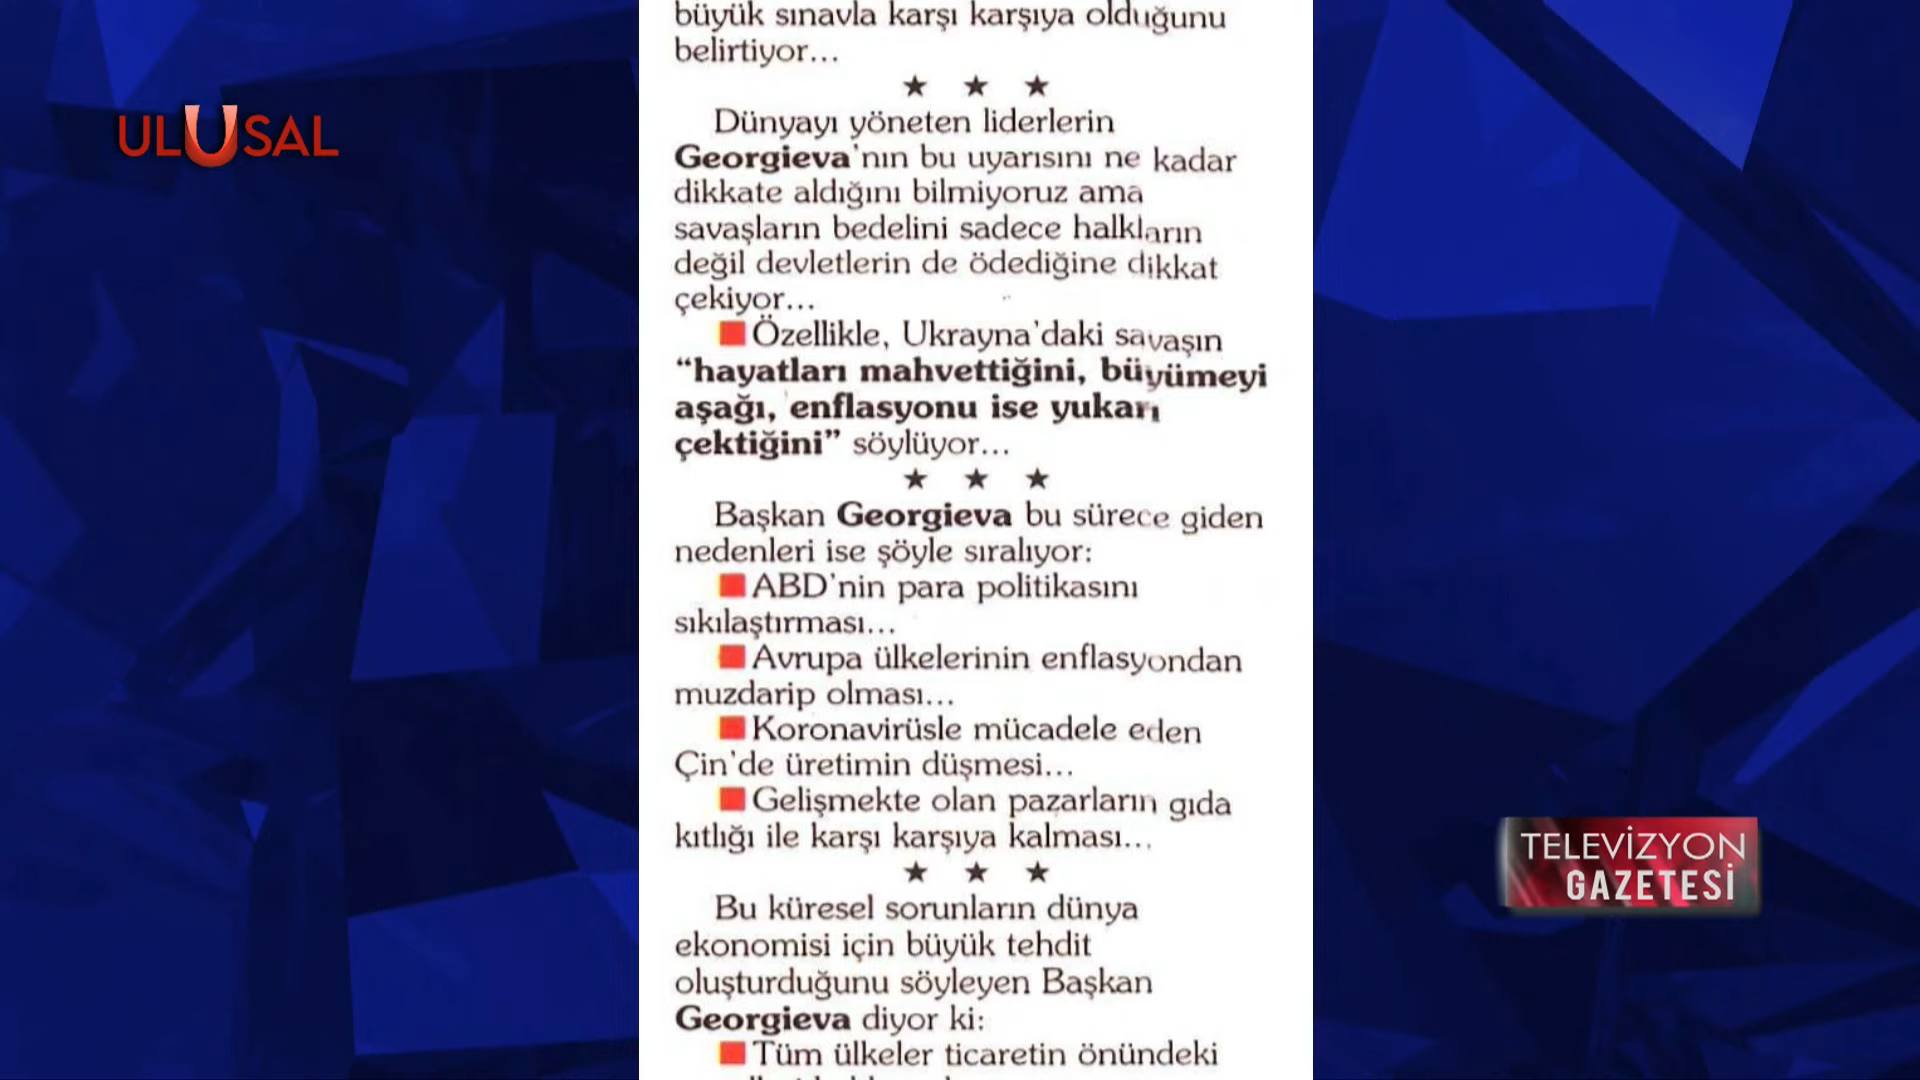 büyük sınavla karşı karşıya olduğunu
belirtiyor...
★ ★ ★
Dünyayı yöneten liderlerin
Georgieva'nın bu uyarısını ne kadar
dikkate aldığını bilmiyoruz ama
savaşların bedelini sadece halkların
değil devletlerin de ödediğine dikkat
çekiyor...
Özellikle, Ukrayna'daki savaşın
“hayatları mahvettiğini, büyümeyi
aşağı, enflasyonu ise yukarı
çektiğini” söylüyor...
★ ★ ★
Başkan Georgieva bu sürece giden
nedenleri ise şöyle sıralıyor:
ABD'nin para politikasını
sıkılaştırması...
Avrupa ülkelerinin enflasyondan
muzdarip olması...
Koronavirüsle mücadele eden
Çin'de üretimin düşmesi...
Gelişmekte olan pazarların gıda
kıtlığı ile karşı karşıya kalması...
★ ★ ★
Bu küresel sorunların dünya
ekonomisi için büyük tehdit
oluşturduğunu söyleyen Başkan
Georgieva diyor ki:
Tüm ülkeler ticaretin önündeki
ULUSAL
TELEVİZYON
GAZETESİ